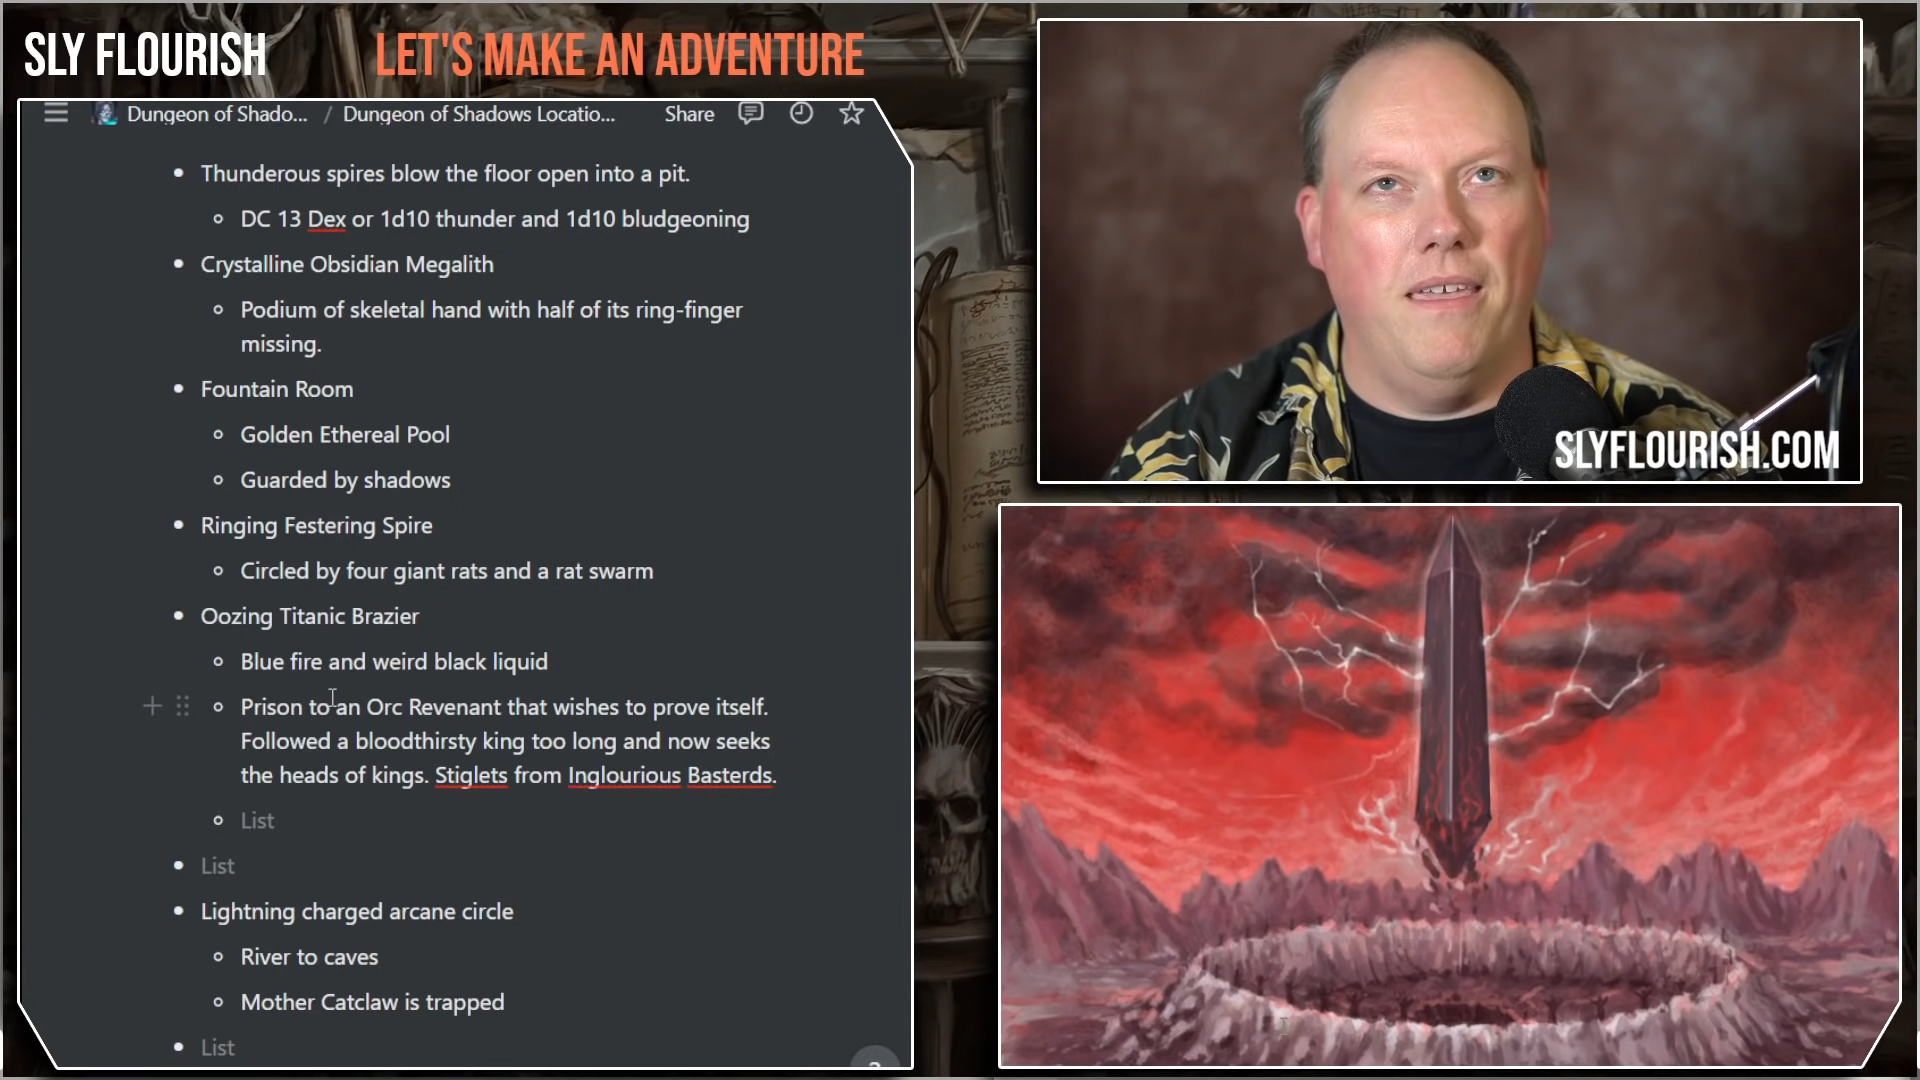 SLY FLOURISH
LET'S MAKE AN ADVENTURE
Dungeon of Shado... / Dungeon of Shadows Locatio... Share
Thunderous spires blow the floor open into a pit.
DC 13 Dex or 1d10 thunder and 1d10 bludgeoning
Crystalline Obsidian Megalith
Podium of skeletal hand with half of its ring-finger
missing.
Fountain Room
Golden Ethereal Pool
Guarded by shadows
Ringing Festering Spire
Circled by four giant rats and a rat swarm
Oozing Titanic Brazier
Blue fire and weird black liquid
Prison to an Orc Revenant that wishes to prove itself.
Followed a bloodthirsty king too long and now seeks
the heads of kings. Stiglets from Inglourious Basterds.
List
List
Lightning charged arcane circle
River to caves
Mother Catclaw is trapped
List
SLYFLOURISH.COM